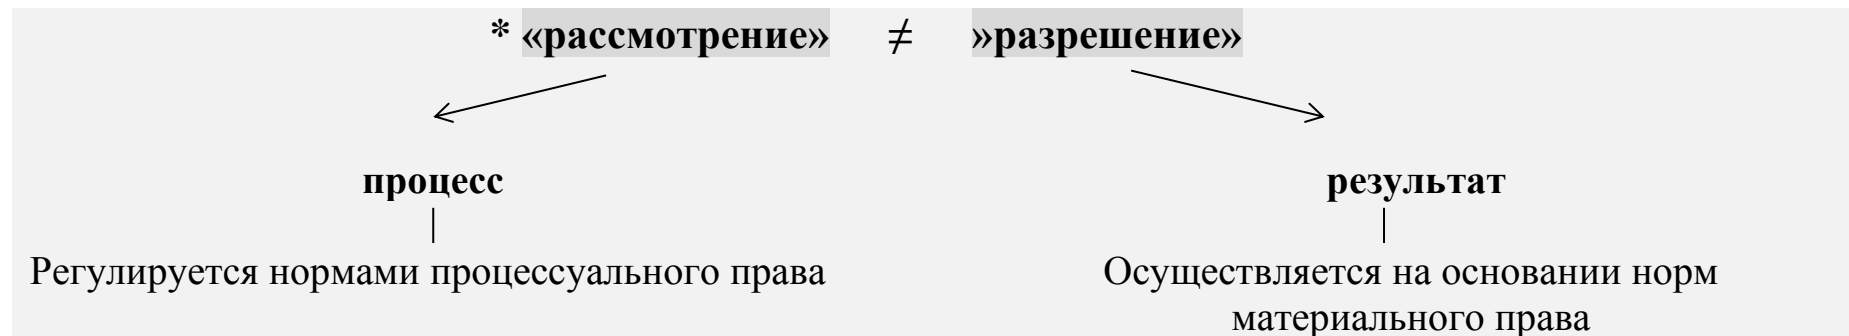 * «рассмотрение» ≠ »разрешение»
процесс результат
Регулируется нормами процессуального права Осуществляется на основании норм
материального права